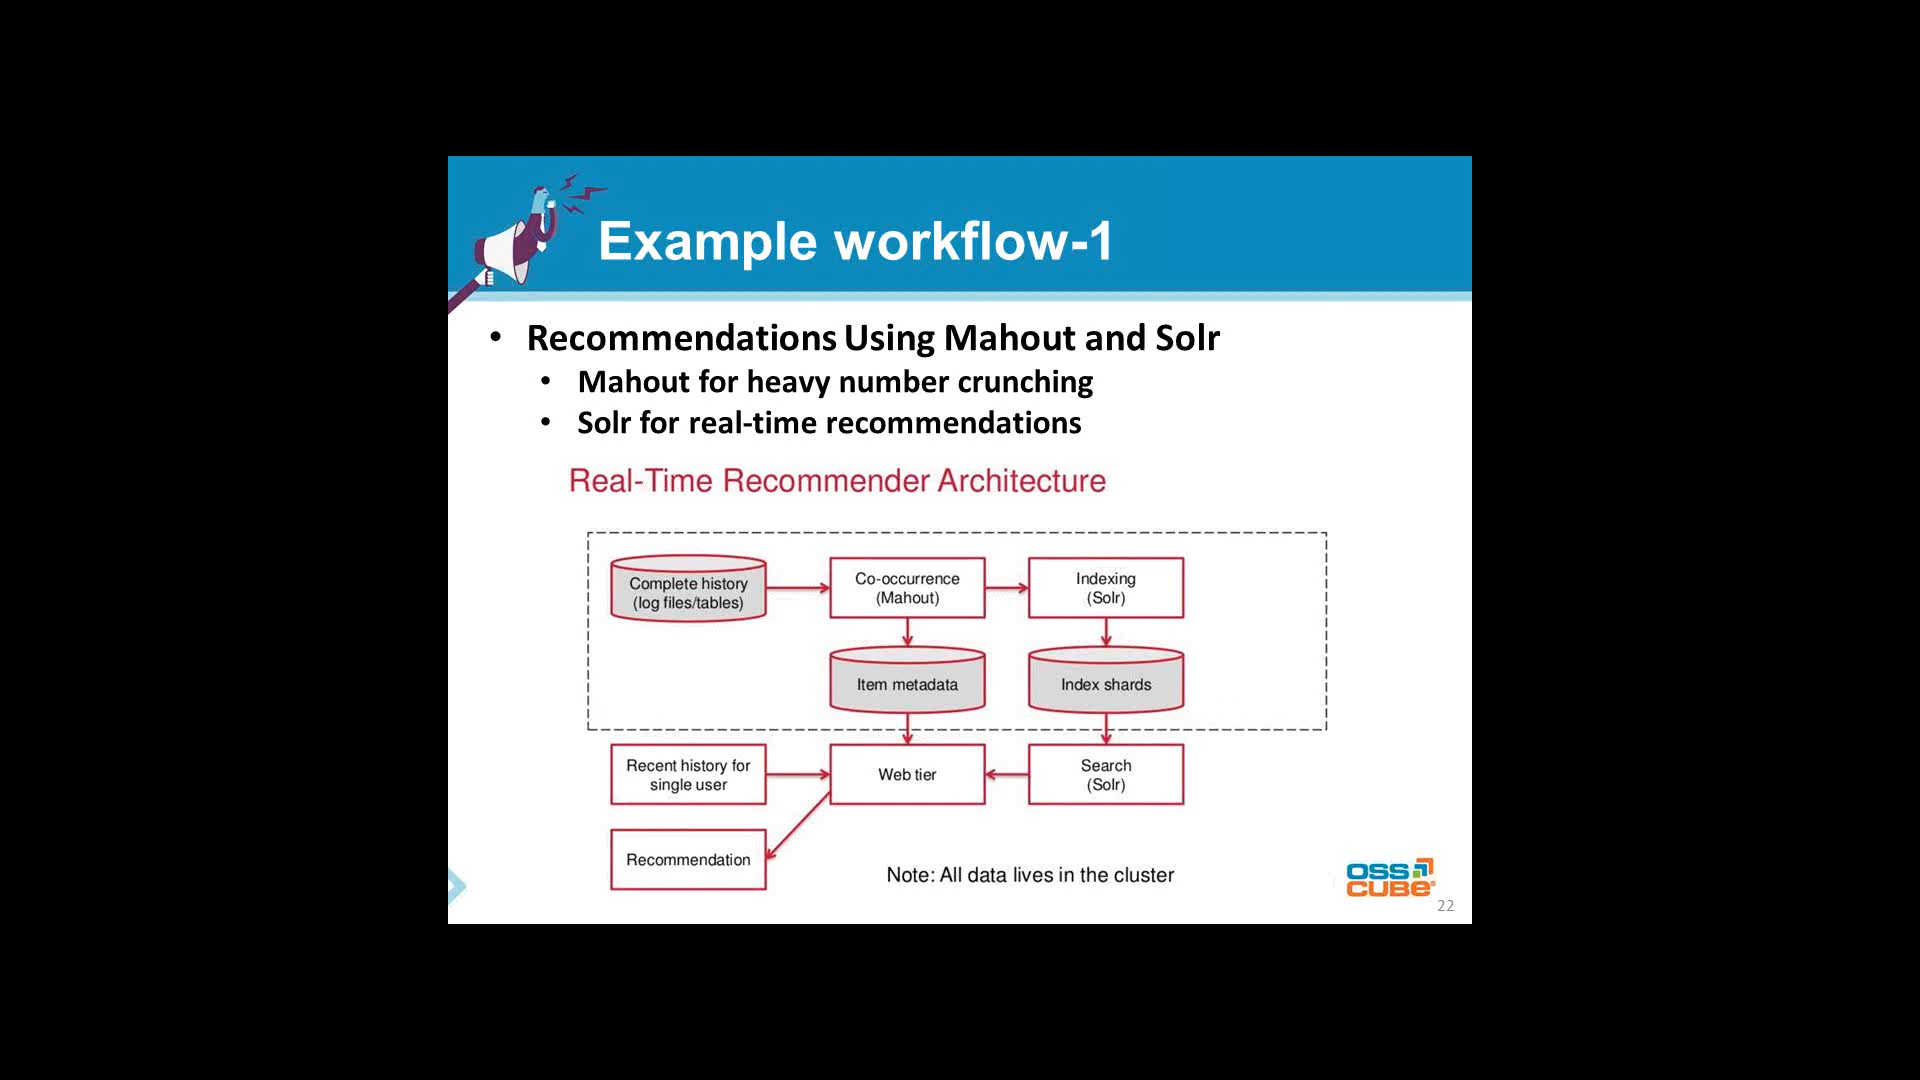 Example workflow-1
• Recommendations Using Mahout and Solr
• Mahout for heavy number crunching
• Solr for real-time recommendations
Real-Time Recommender Architecture
Complete history
(log files/tables)
Co-occurrence
(Mahout)
Indexing
(Solr)
Item metadata
Index shards
Recent history for
single user
Web tier
Search
(Solr)
Recommendation
Note: All data lives in the cluster
OSS
CUBE
22